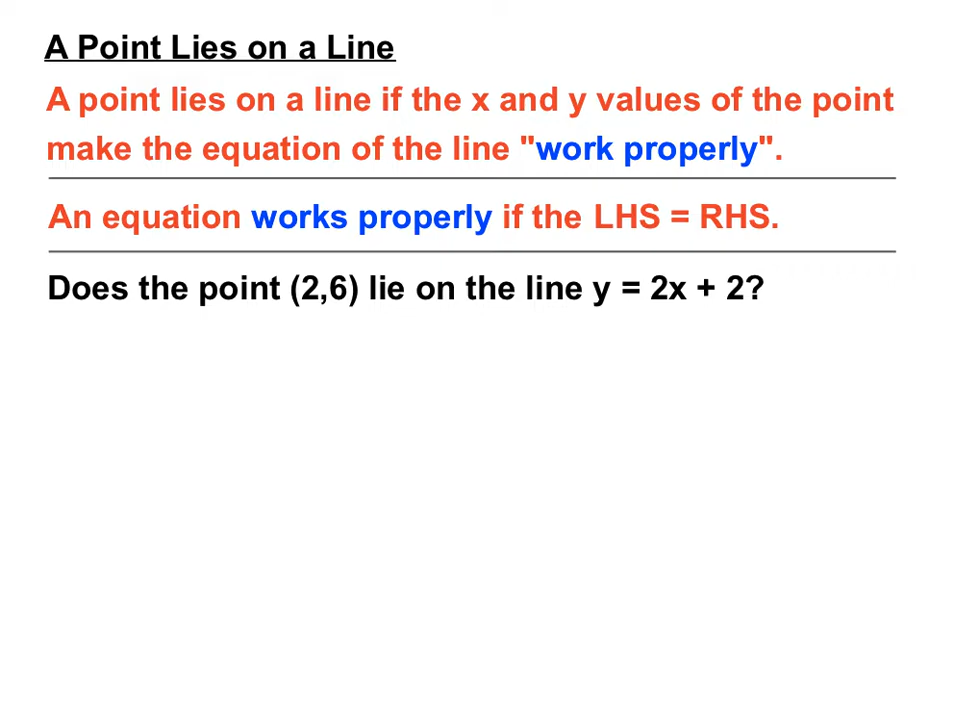 A Point Lies on a Line
A point lies on a line if the x and y values of the point
make the equation of the line "work properly".
An equation works properly if the LHS = RHS.
Does the point (2,6) lie on the line y = 2x + 2?